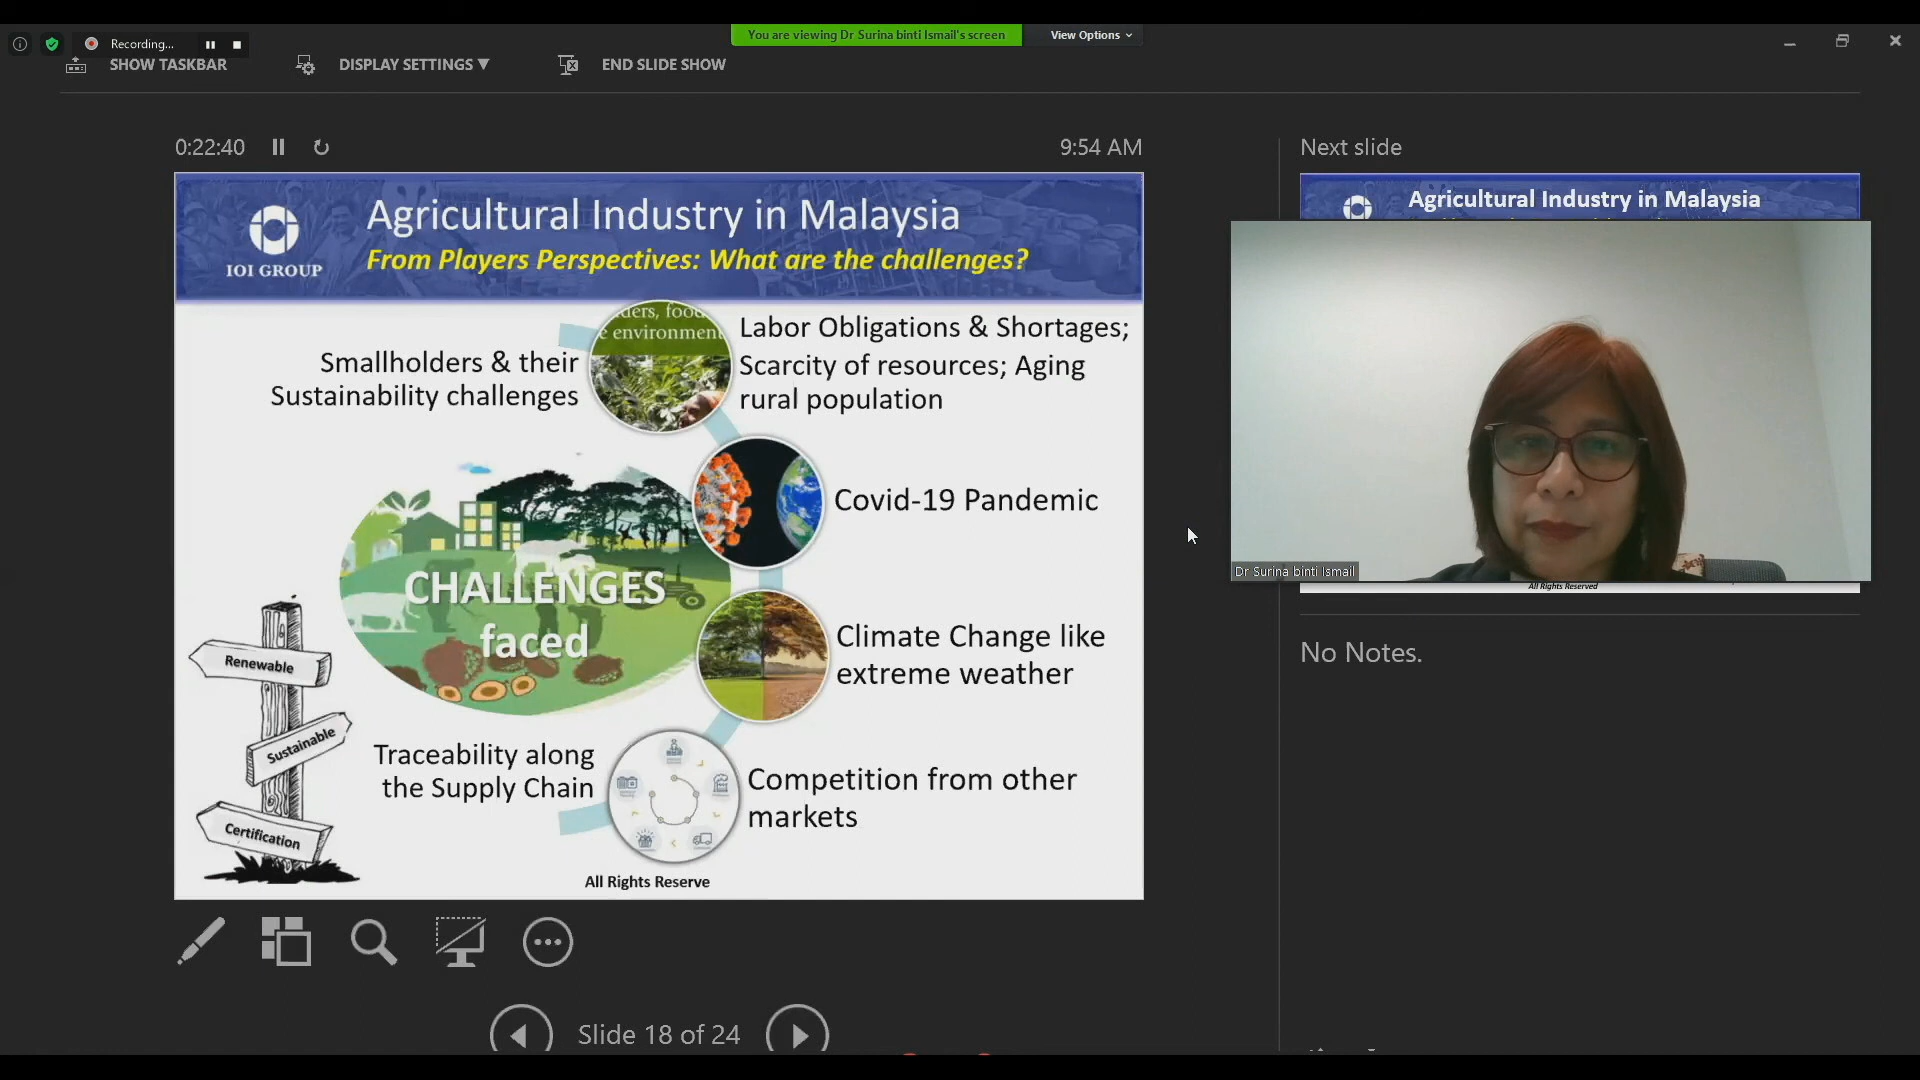 You are viewing Dr Surina binti Ismail's screen
View Options
Recording...
SHOW TASKBAR
DISPLAY SETTINGS ▼
END SLIDE SHOW
0:22:40
9:54 AM
Next slide
IOI GROUP
Agricultural Industry in Malaysia
From Players Perspectives: What are the challenges?
ders, food
e environment
Smallholders & their
Sustainability challenges
Labor Obligations & Shortages;
Scarcity of resources; Aging
rural population
Covid-19 Pandemic
CHALLENGES
faced
Climate Change like
extreme weather
Renewable
Sustainable
Certification
Traceability along
the Supply Chain
Competition from other
markets
All Rights Reserve
Slide 18 of 24
Agricultural Industry in Malaysia
Dr Surina binti Ismail
All Rights Reserved
No Notes.